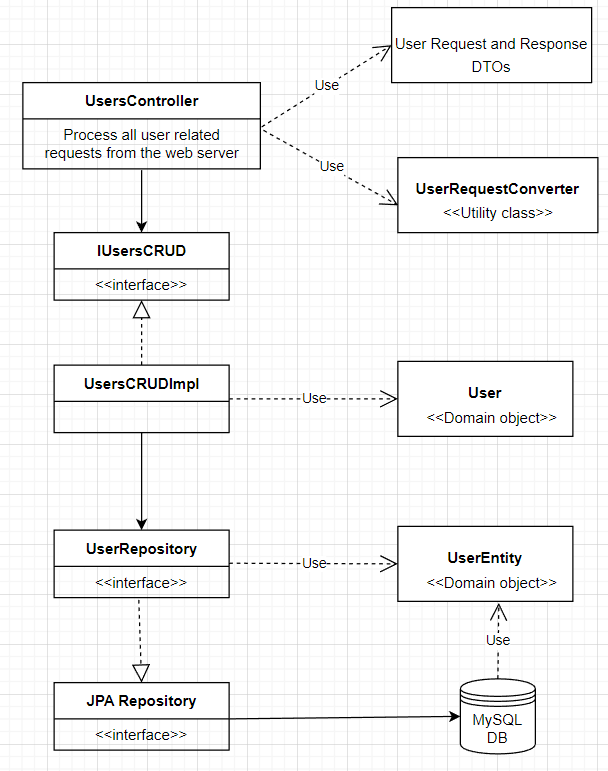 User Request and Response
DTOs
UsersController
Use
Process all user related
requests from the web server
Use
UserRequestConverter
<<Utility class>>
IUsersCRUD
<<interface>>
UsersCRUDImpl
Use
User
<<Domain object>>
UserRepository
<<interface>>
Use
UserEntity
<<Domain object>>
Use
JPA Repository
<<interface>>
MySQL
DB